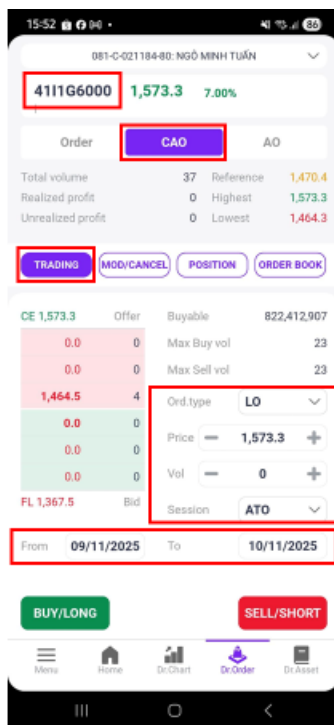 15:52
86
081-C-021184-80: NGÔ MINH TUẤN
41I1G6000 1,573.3 7.00%
Order CAO AO
Total volume 37 Reference 1,470.4
Realized profit 0 Highest 1,573.3
Unrealized profit 0 Lowest 1,464.3
TRADING MOD/CANCEL POSITION ORDER BOOK
CE 1,573.3 Offer Buyable 822,412,907
0.0 0 Max Buy vol 23
0.0 0 Max Sell vol 23
1,464.5 4 Ord.type LO
0.0 0
0.0 0 Price − 1,573.3 +
0.0 0 Vol − 0 +
FL 1,367.5 Bid Session ATO
From 09/11/2025 To 10/11/2025
BUY/LONG SELL/SHORT
Menu Home Dr.Chart Dr.Order Dr.Asset